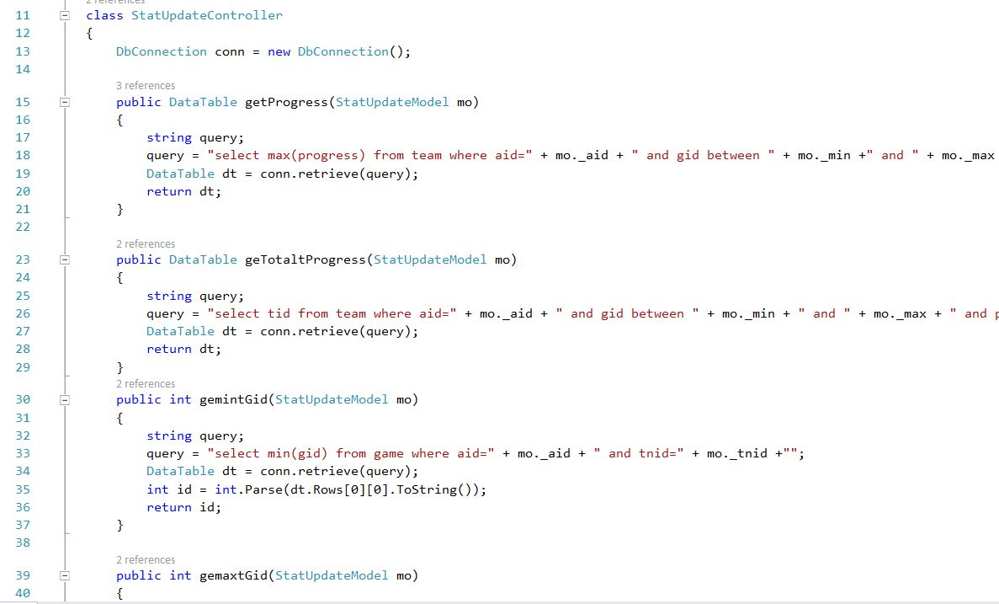 2 references
11 class StatUpdateController
12 {
13 DbConnection conn = new DbConnection();
14
3 references
15 public DataTable getProgress(StatUpdateModel mo)
16 {
17 string query;
18 query = "select max(progress) from team where aid=" + mo._aid + " and gid between " + mo._min +" and " + mo._max
19 DataTable dt = conn.retrieve(query);
20 return dt;
21 }
22
2 references
23 public DataTable geTotaltProgress(StatUpdateModel mo)
24 {
25 string query;
26 query = "select tid from team where aid=" + mo._aid + " and gid between " + mo._min + " and " + mo._max + " and p
27 DataTable dt = conn.retrieve(query);
28 return dt;
29 }
2 references
30 public int gemintGid(StatUpdateModel mo)
31 {
32 string query;
33 query = "select min(gid) from game where aid=" + mo._aid + " and tnid=" + mo._tnid +"";
34 DataTable dt = conn.retrieve(query);
35 int id = int.Parse(dt.Rows[0][0].ToString());
36 return id;
37 }
38
2 references
39 public int gemaxtGid(StatUpdateModel mo)
40 {